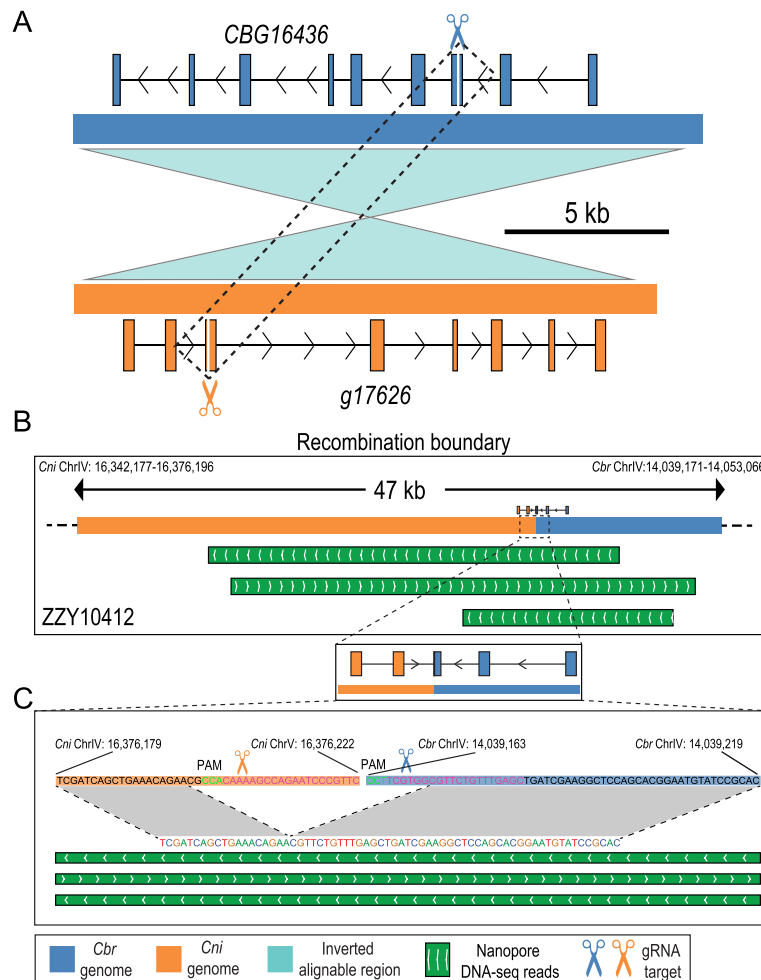 A
CBG16436
5 kb
g17626
B
Recombination boundary
Cni ChrIV: 16,342,177-16,376,196
Cbr ChrIV:14,039,171-14,053,066
47 kb
ZZY10412
C
Cni ChrIV: 16,376,179
Cni ChrIV: 16,376,222
Cbr ChrIV: 14,039,163
Cbr ChrIV: 14,039,219
PAM
PAM
TCGATCAGCTGAAACAGAACGCCACAAAAGCCAGAATCCCGTTC
TCGATCAGCTGAAACAGAACGTTCTGTTTGAGCTGATCGAAGGCTCCAGCACGGAATGTATCCGCAC
Cbr genome
Cni genome
Inverted alignable region
Nanopore DNA-seq reads
gRNA target